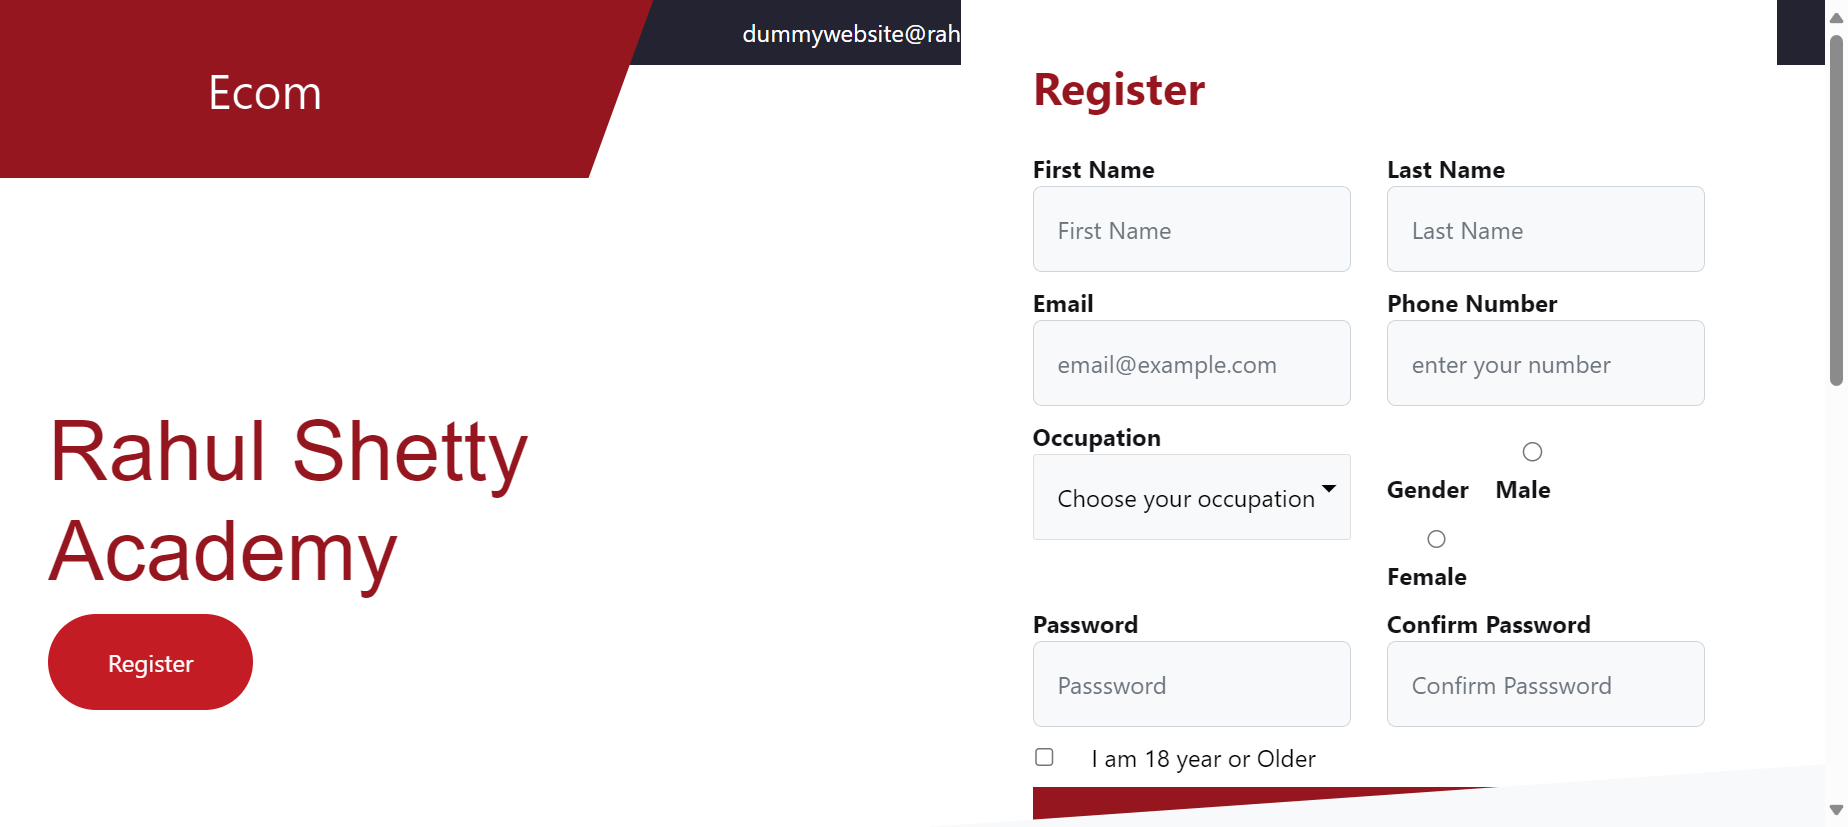 Ecom
dummywebsite@rah
Rahul Shetty
Academy
Register
Register
First Name
Last Name
First Name
Last Name
Email
Phone Number
email@example.com
enter your number
Occupation
Choose your occupation
Gender
Male
Female
Password
Confirm Password
Passsword
Confirm Passsword
I am 18 year or Older